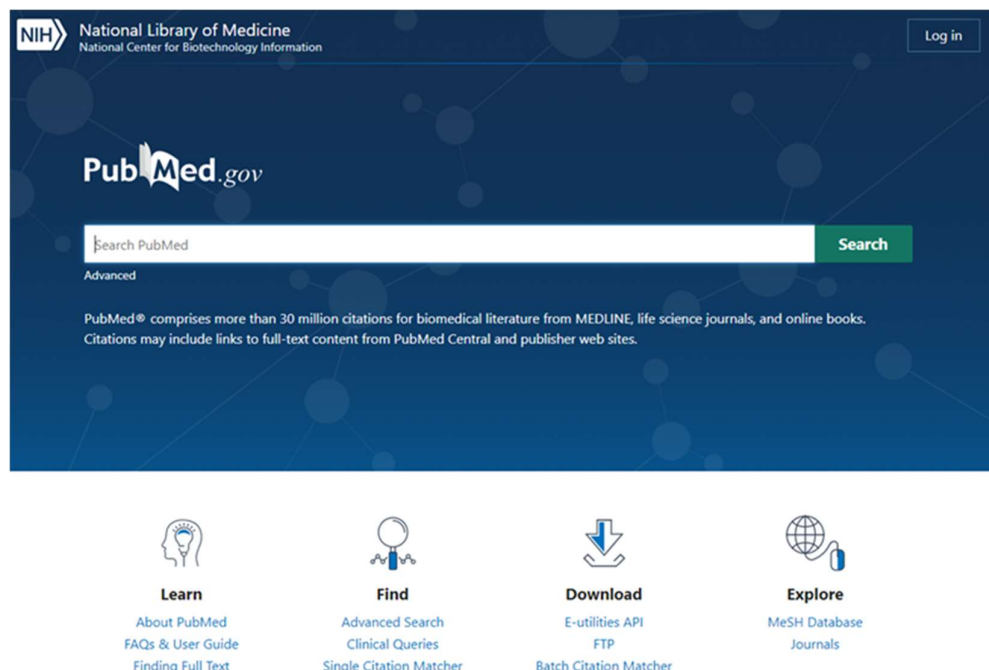 NIH
National Library of Medicine
National Center for Biotechnology Information
Log in
PubMed.gov
Search PubMed
Search
Advanced
PubMed® comprises more than 30 million citations for biomedical literature from MEDLINE, life science journals, and online books.
Citations may include links to full-text content from PubMed Central and publisher web sites.
Learn
About PubMed
FAQs & User Guide
Finding Full Text
Find
Advanced Search
Clinical Queries
Single Citation Matcher
Download
E-utilities API
FTP
Batch Citation Matcher
Explore
MeSH Database
Journals